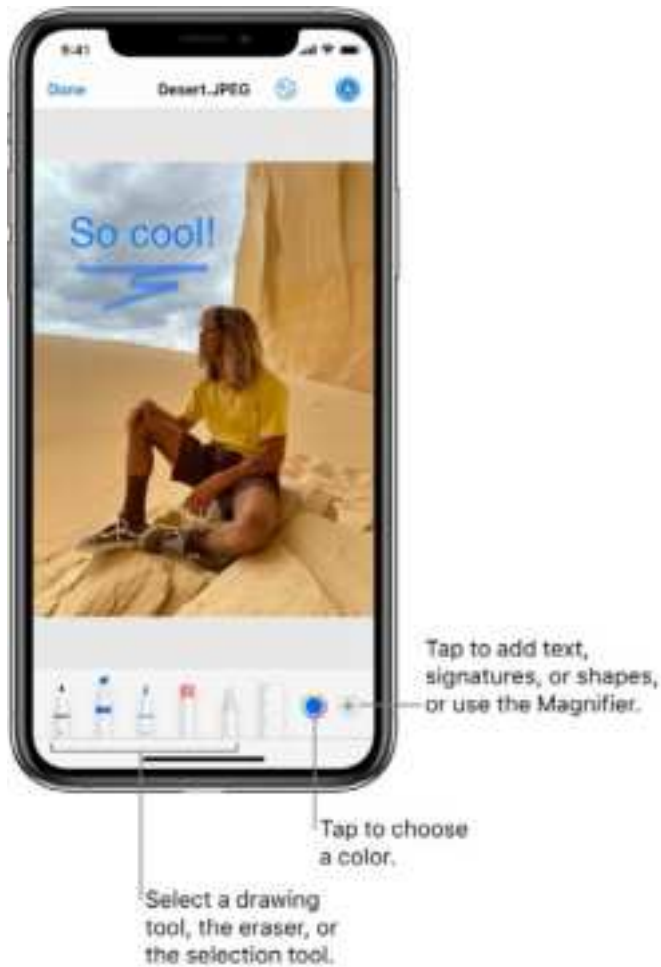 9:41
Done Desert.JPEG
So cool!
Tap to add text,
signatures, or shapes,
or use the Magnifier.
Tap to choose
a color.
Select a drawing
tool, the eraser, or
the selection tool.